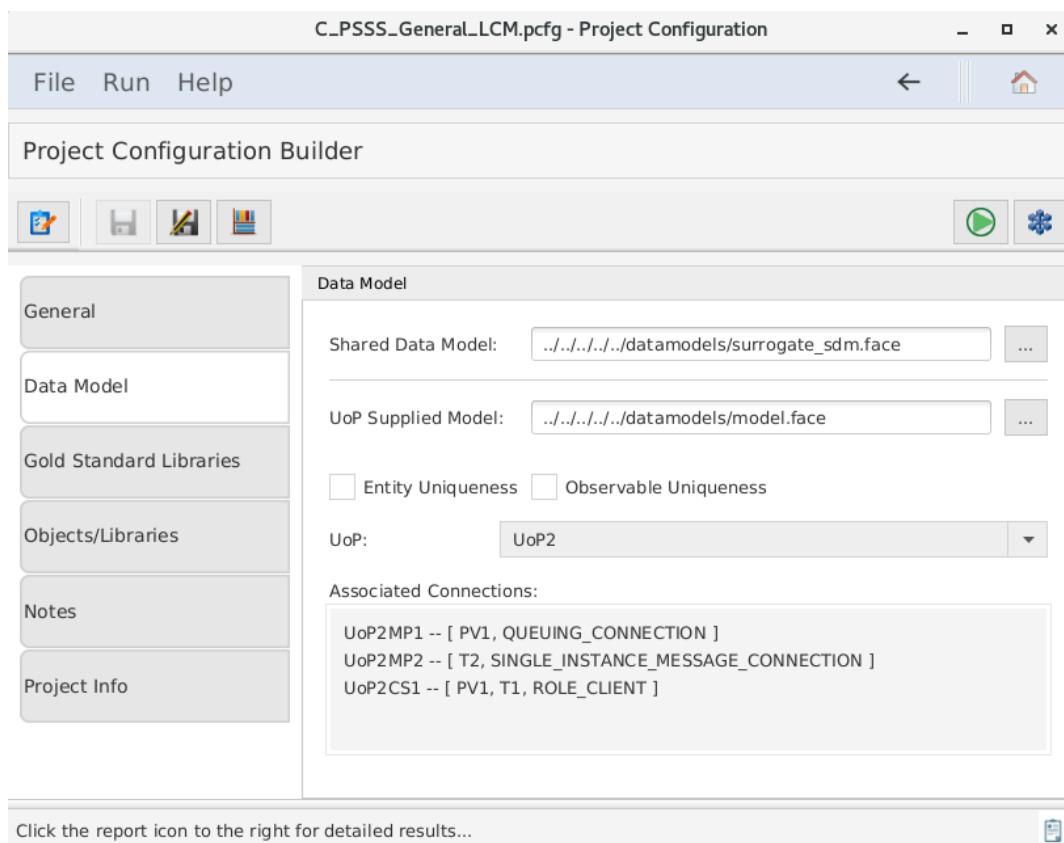 C_PSSS_General_LCM.pcfg - Project Configuration
File Run Help
Project Configuration Builder
General
Data Model
Gold Standard Libraries
Objects/Libraries
Notes
Project Info
Data Model
Shared Data Model: ../../../../../datamodels/surrogate_sdm.face ...
UoP Supplied Model: ../../../../../datamodels/model.face ...
Entity Uniqueness Observable Uniqueness
UoP: UoP2
Associated Connections:
UoP2MP1 -- [ PV1, QUEUING_CONNECTION ]
UoP2MP2 -- [ T2, SINGLE_INSTANCE_MESSAGE_CONNECTION ]
UoP2CS1 -- [ PV1, T1, ROLE_CLIENT ]
Click the report icon to the right for detailed results...